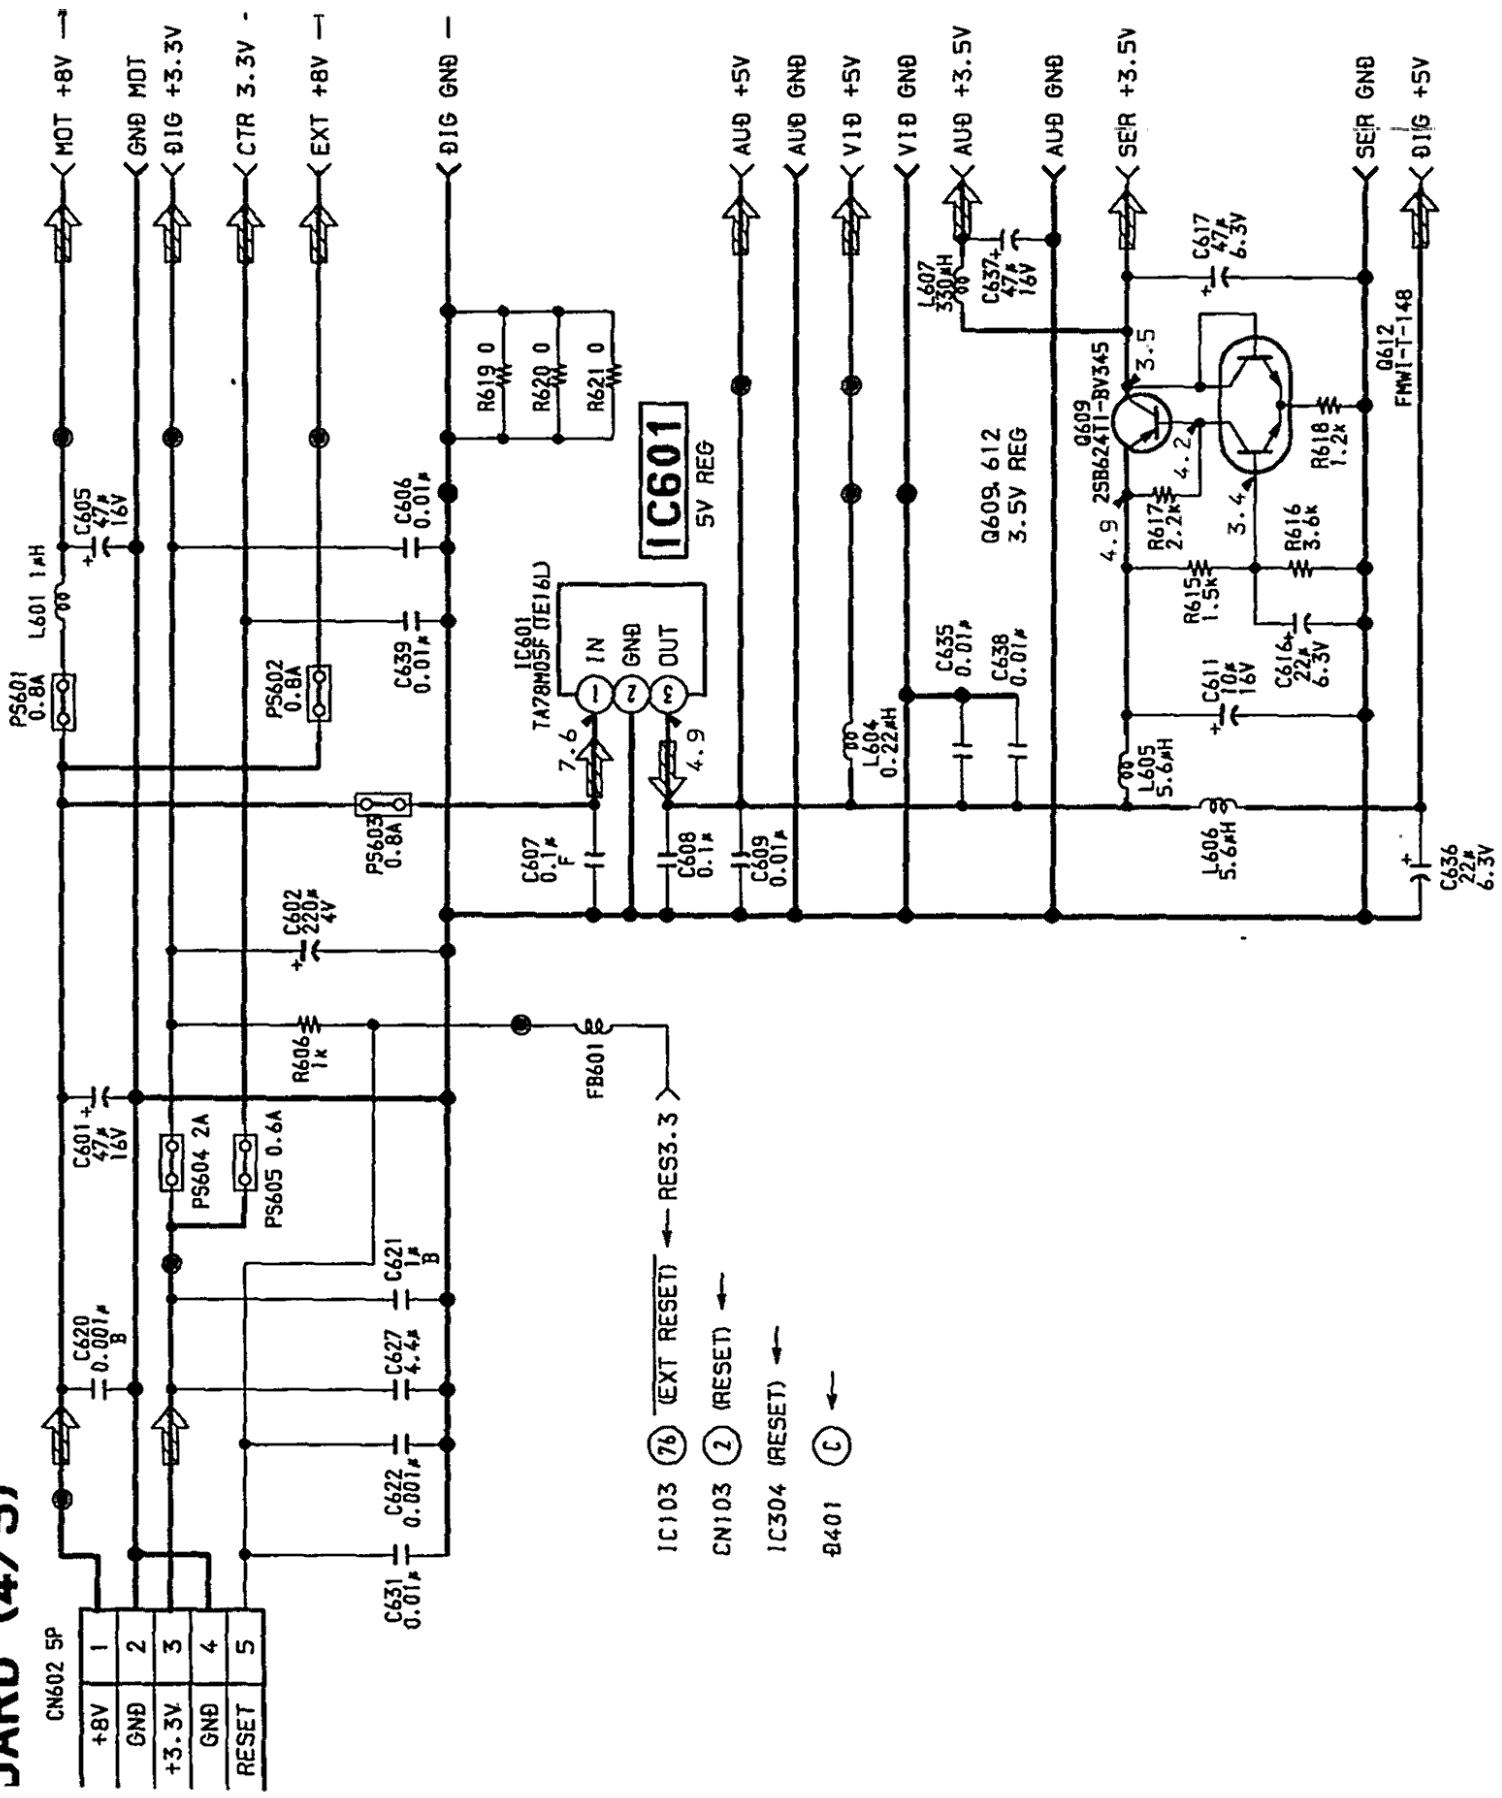 CN602 5P
+8V 1
GND 2
+3.3V 3
GND 4
RESET 5
C620
0.001µ
B
C601
47µ
16V
PS601
0.8A
L601 1µH
C605
47µ
16V
MOT +8V
GND MOT
DIG +3.3V
CTR 3.3V
EXT +8V
DIG GND
PS604 2A
PS605 0.6A
R606
1k
C602
220µ
4V
PS602
0.8A
PS603
0.8A
C631
0.01µ
C622
0.001µ
C627
4.4µ
C621
1µ
B
C639
0.01µ
C606
0.01µ
R619 0
R620 0
R621 0
FB601
IC103 76 (EXT RESET) RES3.3
CN103 2 (RESET)
IC304 (RESET)
D401 C
C607
0.1µ
F
7.6
IC601
TA78M05F(TE16L)
1 IN
2 GND
3 OUT
4.9
IC601
5V REG
C608
0.1µ
C609
0.01µ
AUD +5V
AUD GND
VID +5V
VID GND
AUD +3.5V
AUD GND
SER +3.5V
SER GND
DIG +5V
L604
0.22µH
C635
0.01µ
C638
0.01µ
L607
330µH
C637
47µ
16V
Q609, 612
3.5V REG
Q609
2SB624T1-BV345
3.5
4.9
4.2
3.4
L605
5.6µH
L606
5.6µH
C611
10µ
16V
R615
1.5k
R617
2.2k
C616
22µ
6.3V
R616
3.6k
R618
1.2k
C617
47µ
6.3V
Q612
FMW1-T-148
C636
22µ
6.3V